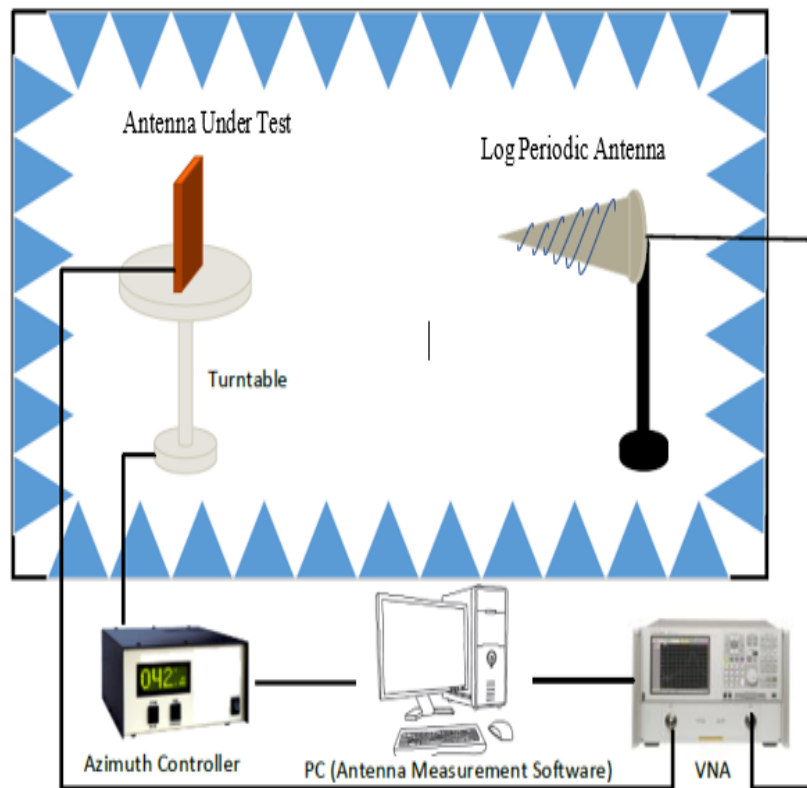 Antenna Under Test
Log Periodic Antenna
Turntable
042
Azimuth Controller
PC (Antenna Measurement Software)
VNA